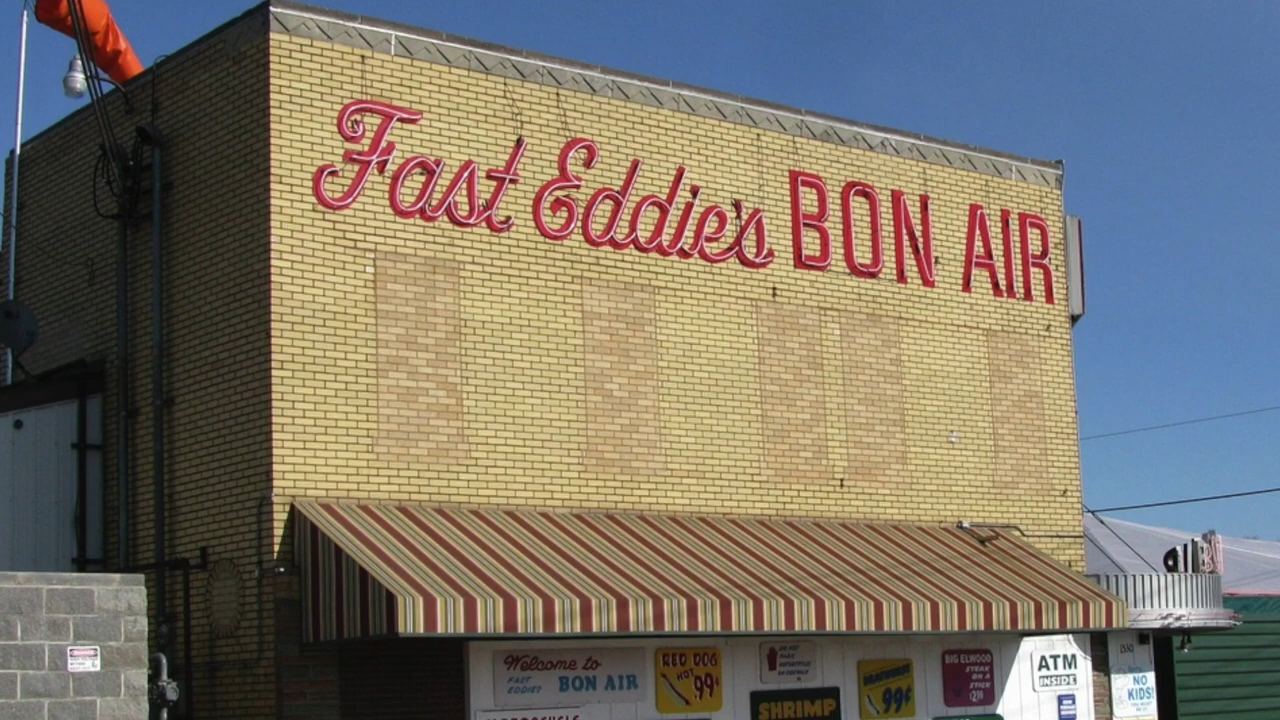 Fast Eddie's BON AIR
Welcome to
FAST
EDDIE'S
BON AIR
RED DOG
HOT
99¢
99¢
SHRIMP
BIG ELWOOD
STEAK
ON A
STICK
ATM
INSIDE
NO
KIDS!